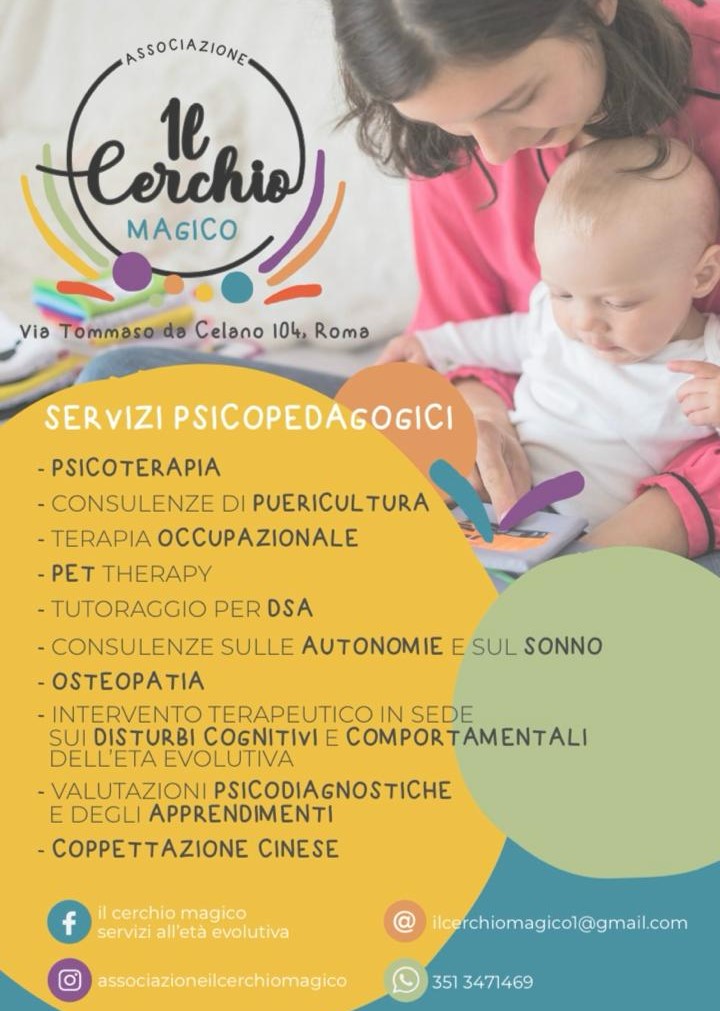 ASSOCIAZIONE
Il
Cerchio
MAGICO
Via Tommaso da Celano 104, Roma
SERVIZI PSICOPEDAGOGICI
- PSICOTERAPIA
- CONSULENZE DI PUERICULTURA
- TERAPIA OCCUPAZIONALE
- PET THERAPY
- TUTORAGGIO PER DSA
- CONSULENZE SULLE AUTONOMIE E SUL SONNO
- OSTEOPATIA
- INTERVENTO TERAPEUTICO IN SEDE
SUI DISTURBI COGNITIVI E COMPORTAMENTALI
DELL'ETA EVOLUTIVA
- VALUTAZIONI PSICODIAGNOSTICHE
E DEGLI APPRENDIMENTI
- COPPETTAZIONE CINESE
il cerchio magico
servizi all'età evolutiva
ilcerchiomagico1@gmail.com
associazioneilcerchiomagico
351 3471469